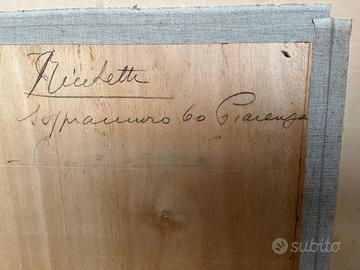 Ricchetti
Soprammuro 60 Piacenza
subito